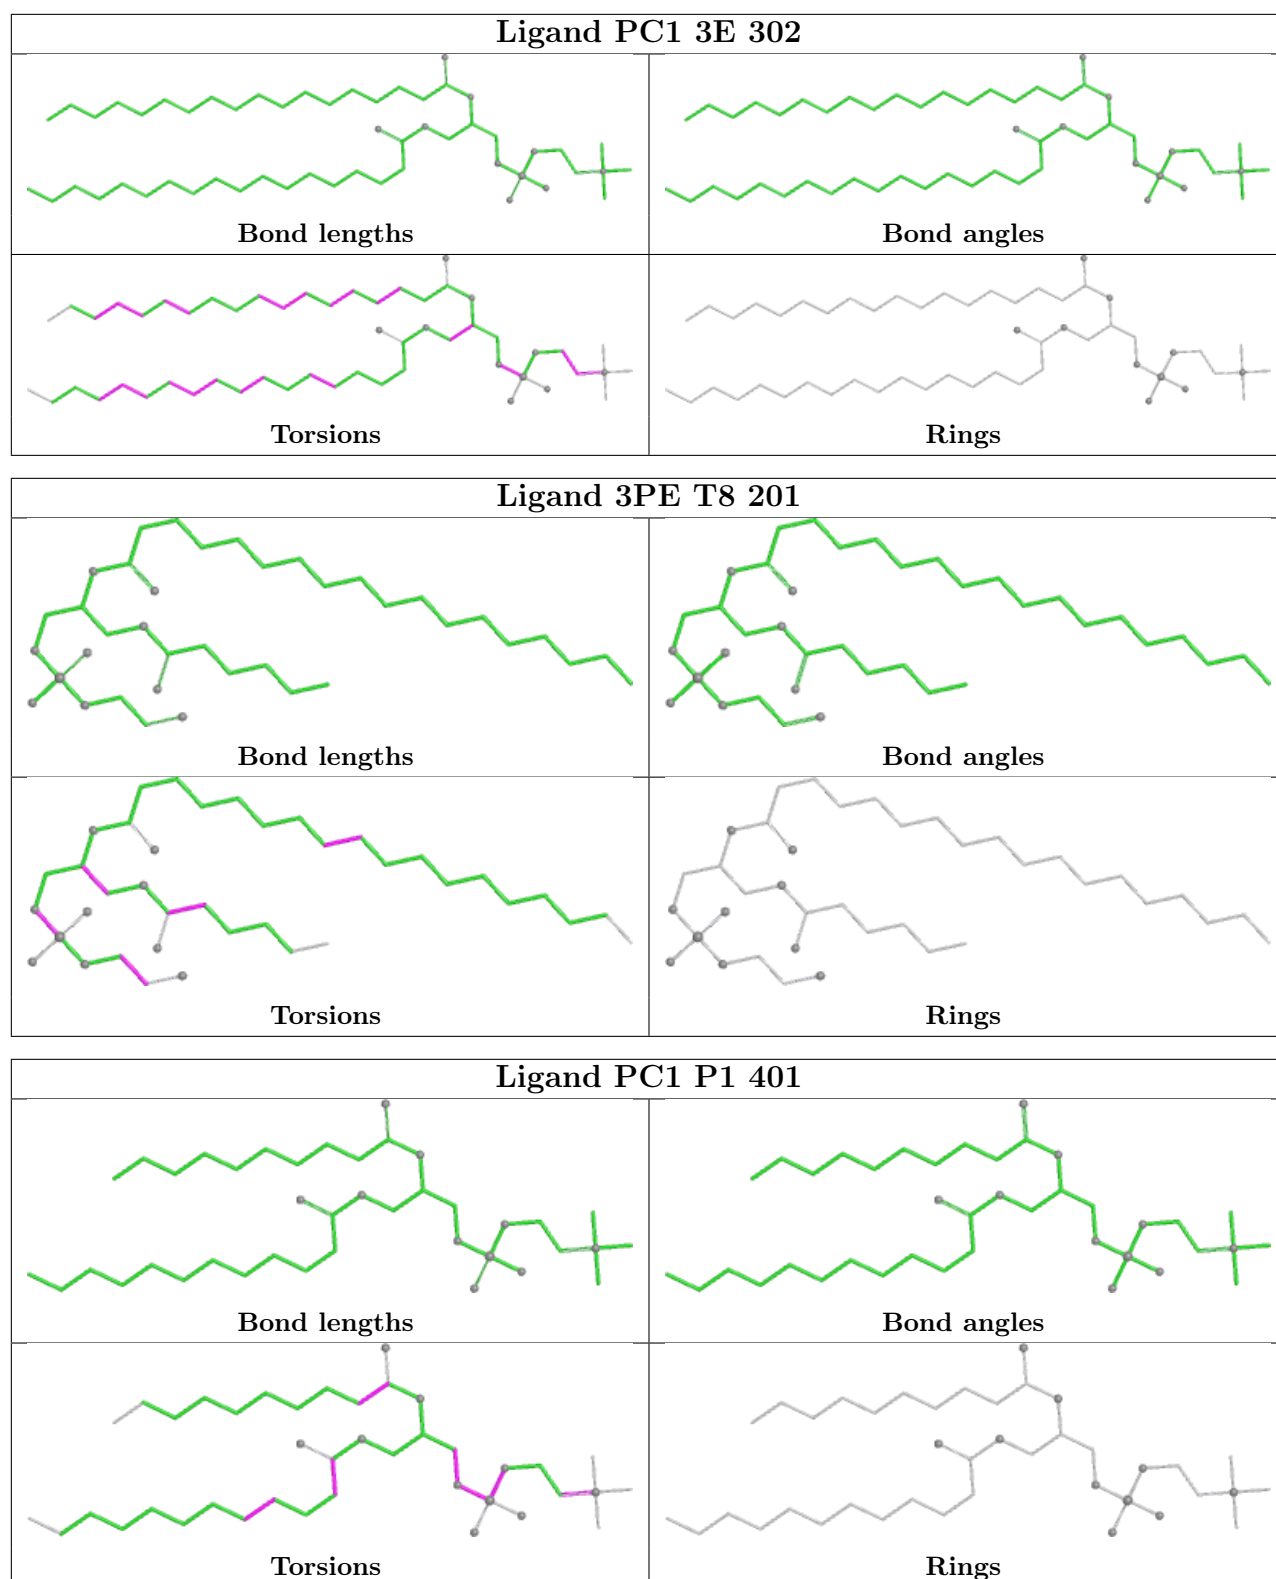 Ligand PC1 3E 302
Bond lengths
Bond angles
Torsions
Rings
Ligand 3PE T8 201
Bond lengths
Bond angles
Torsions
Rings
Ligand PC1 P1 401
Bond lengths
Bond angles
Torsions
Rings